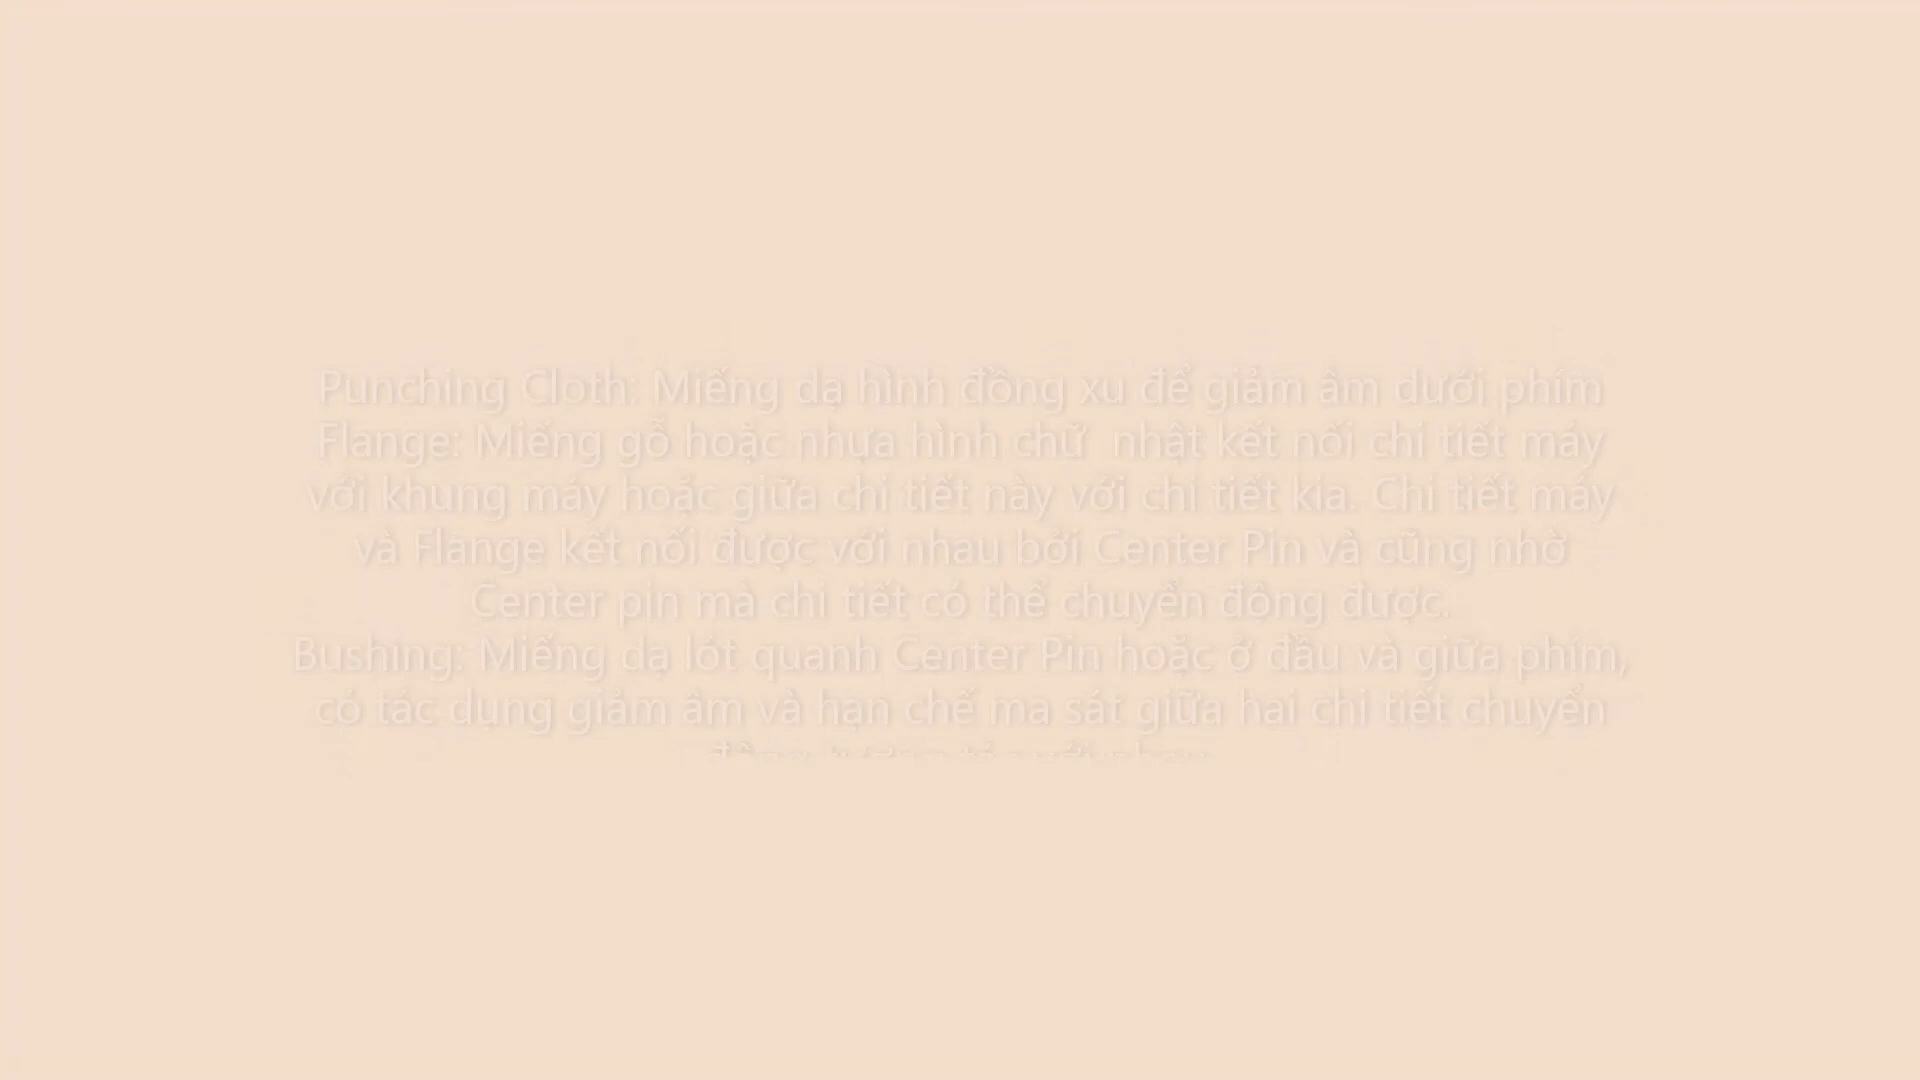 Punching Cloth: Miếng dạ hình đồng xu để giảm âm dưới phím
Flange: Miếng gỗ hoặc nhựa hình chữ nhật kết nối chi tiết máy
với khung máy hoặc giữa chi tiết này với chi tiết kia. Chi tiết máy
và Flange kết nối được với nhau bởi Center Pin và cũng nhờ
Center pin mà chi tiết có thể chuyển động được.
Bushing: Miếng dạ lót quanh Center Pin hoặc ở đầu và giữa phím,
có tác dụng giảm âm và hạn chế ma sát giữa hai chi tiết chuyển